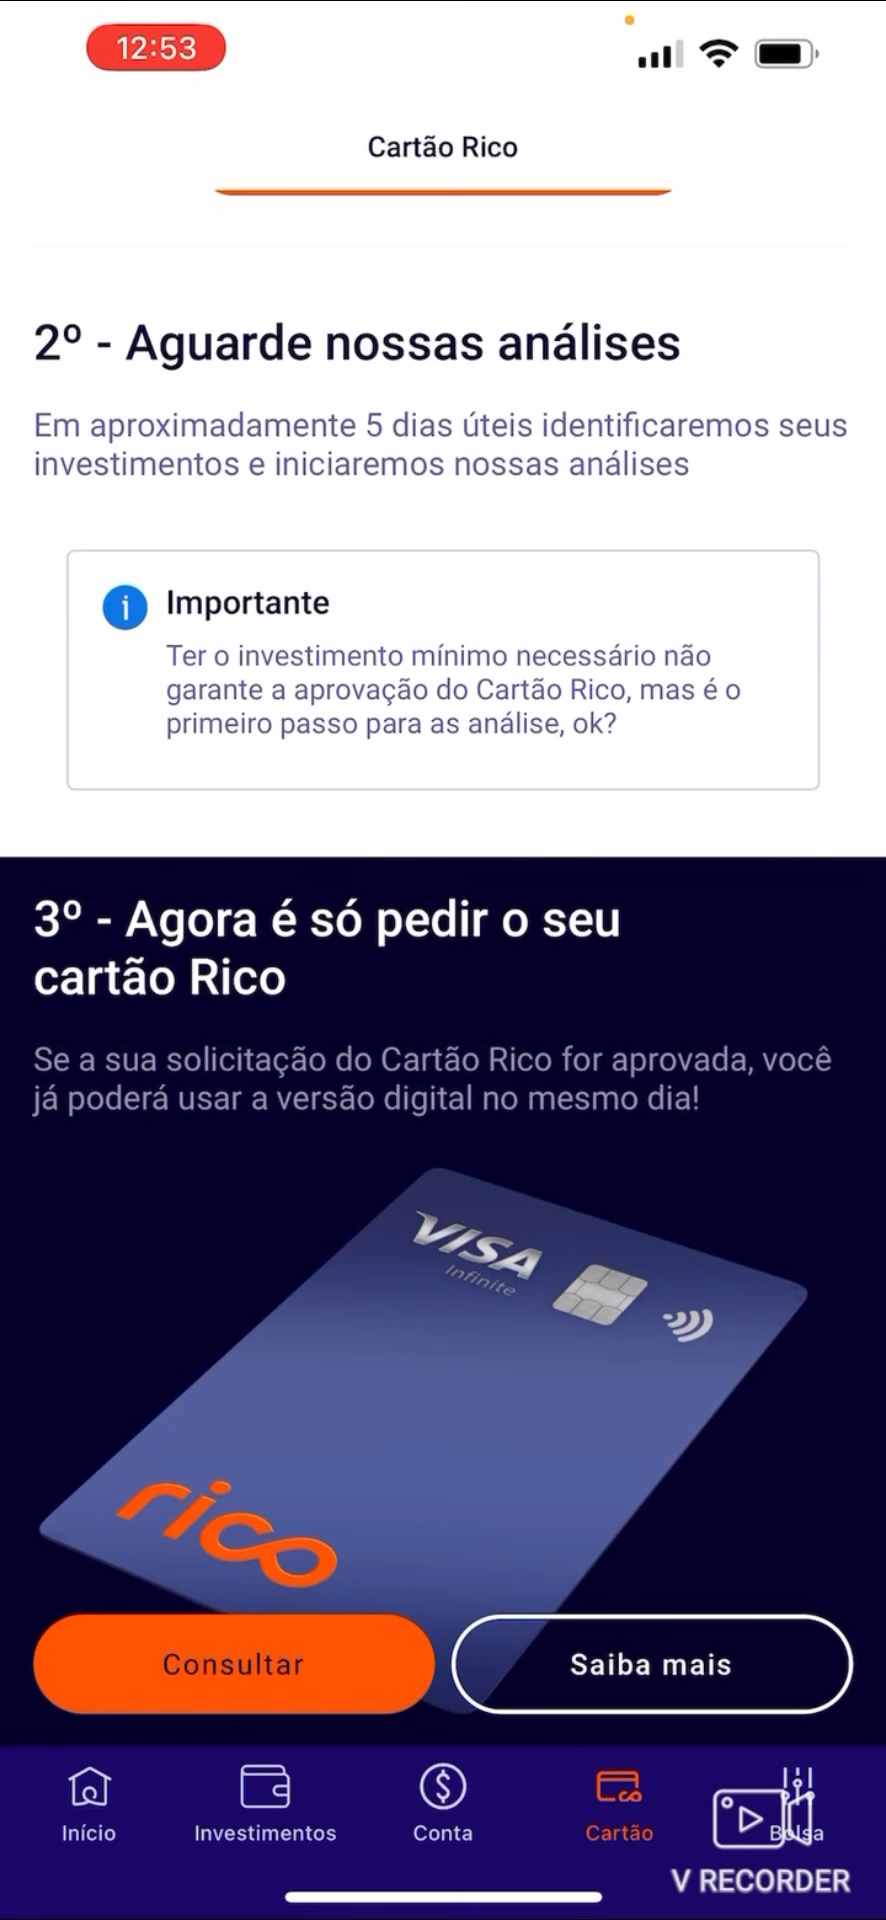 12:53
Cartão Rico
2º - Aguarde nossas análises
Em aproximadamente 5 dias úteis identificaremos seus
investimentos e iniciaremos nossas análises
Importante
Ter o investimento mínimo necessário não
garante a aprovação do Cartão Rico, mas é o
primeiro passo para as análise, ok?
3º - Agora é só pedir o seu
cartão Rico
Se a sua solicitação do Cartão Rico for aprovada, você
já poderá usar a versão digital no mesmo dia!
VISA
Infinite
rico
Consultar
Saiba mais
Início
Investimentos
Conta
Cartão
Bolsa
V RECORDER